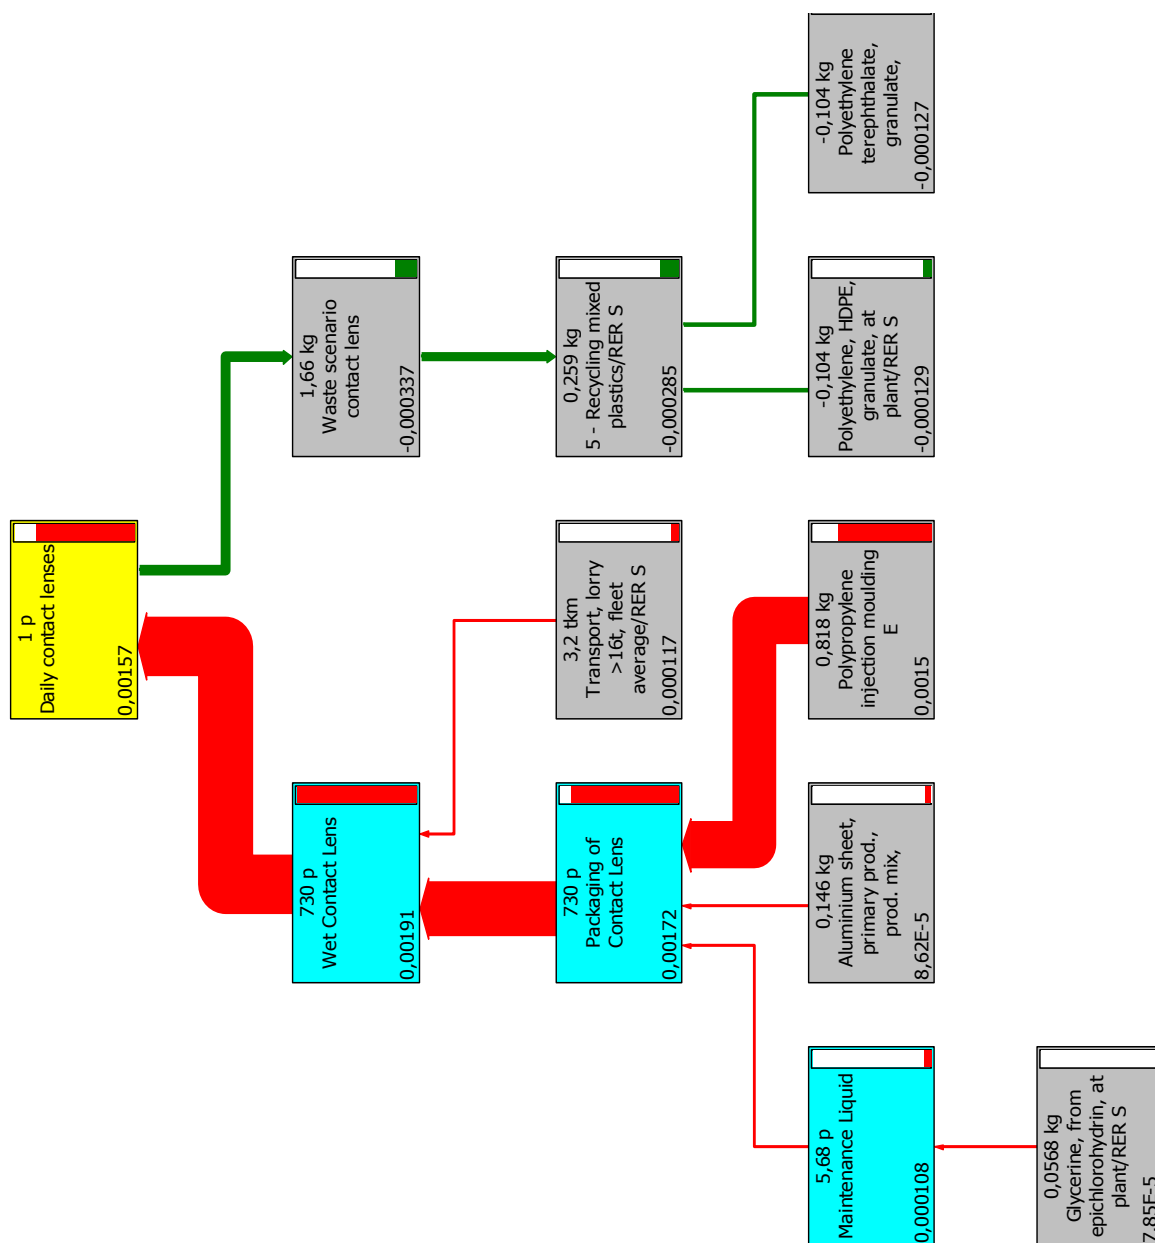 1 p
Daily contact lenses
0,00157
730 p
Wet Contact Lens
0,00191
1,66 kg
Waste scenario
contact lens
-0,000337
730 p
Packaging of
Contact Lens
0,00172
3,2 tkm
Transport, lorry
>16t, fleet
average/RER S
0,000117
0,259 kg
5 - Recycling mixed
plastics/RER S
-0,000285
5,68 p
Maintenance Liquid
0,000108
0,146 kg
Aluminium sheet,
primary prod.,
prod. mix,
8,62E-5
0,818 kg
Polypropylene
injection moulding
E
0,0015
-0,104 kg
Polyethylene, HDPE,
granulate, at
plant/RER S
-0,000129
-0,104 kg
Polyethylene
terephthalate,
granulate,
-0,000127
0,0568 kg
Glycerine, from
epichlorohydrin, at
plant/RER S
7,85E-5